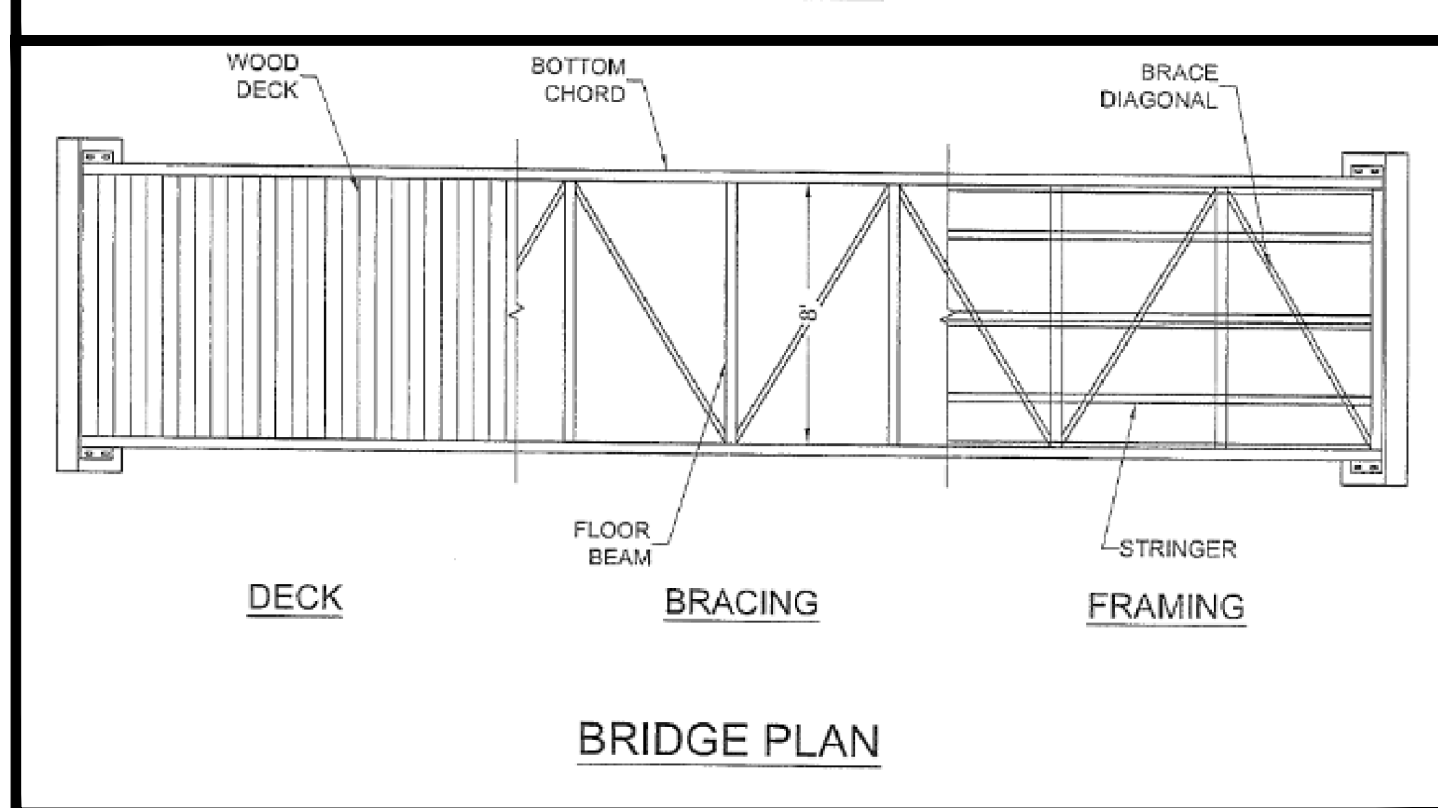 WOOD
DECK
BOTTOM
CHORD
BRACE
DIAGONAL
8'
FLOOR
BEAM
STRINGER
DECK
BRACING
FRAMING
BRIDGE PLAN